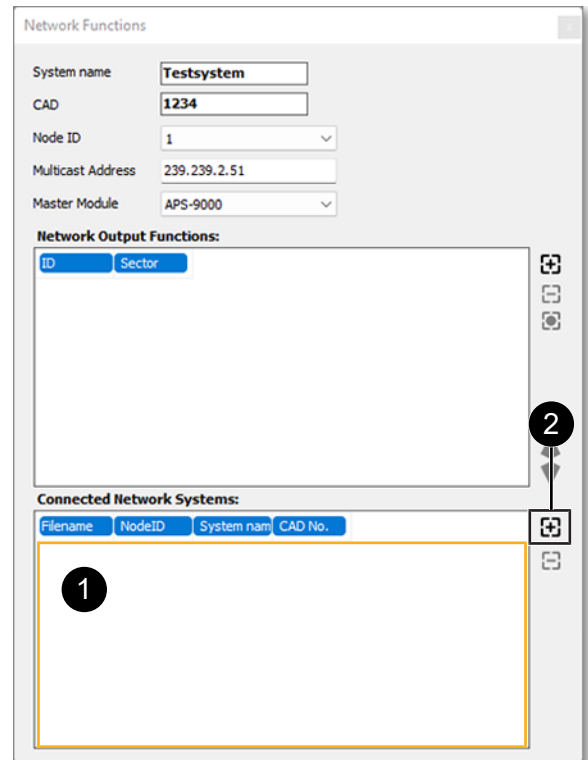 Network Functions
x
System name Testsystem
CAD 1234
Node ID 1
Multicast Address 239.239.2.51
Master Module APS-9000
Network Output Functions:
ID Sector
2
Connected Network Systems:
Filename NodeID System nam CAD No.
1